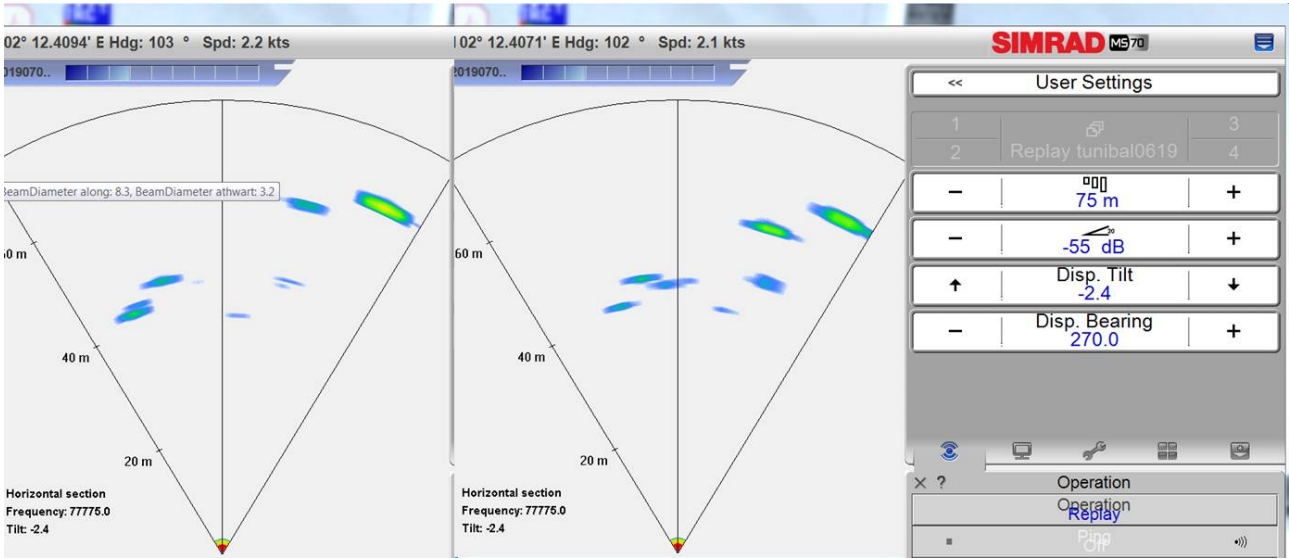 02° 12.4094' E Hdg: 103 ° Spd: 2.2 kts
02° 12.4071' E Hdg: 102 ° Spd: 2.1 kts
SIMRAD MS70
019070..
2019070..
<< User Settings
1
2
Replay tunibal0619
3
4
BeamDiameter along: 8.3, BeamDiameter athwart: 3.2
− 75 m +
− 20 -55 dB +
Disp. Tilt
-2.4
Disp. Bearing
− 270.0 +
60 m
40 m
20 m
Horizontal section
Frequency: 77775.0
Tilt: -2.4
60 m
40 m
20 m
Horizontal section
Frequency: 77775.0
Tilt: -2.4
× ? Operation
Operation
Replay
Ping
Off